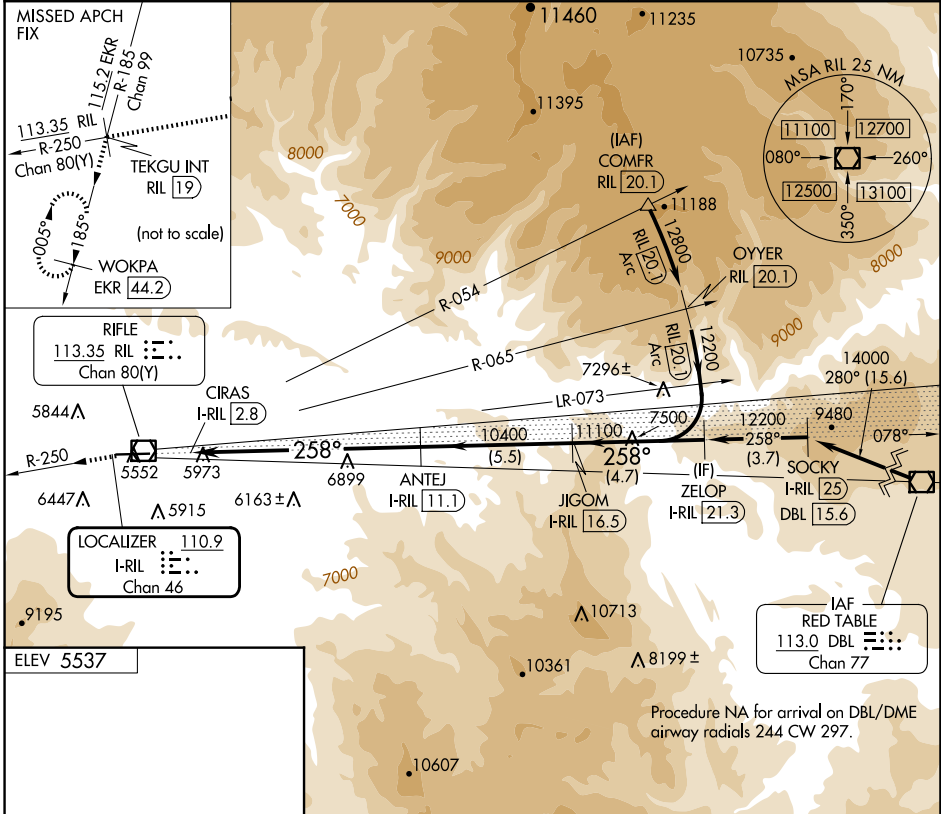 MISSED APCH
FIX
115.2 EKR
R-185
Chan 99
113.35 RIL
R-250
Chan 80(Y)
TEKGU INT
RIL 19
005°
185°
(not to scale)
WOKPA
EKR 44.2
11460
11235
10735
11395
8000
7000
9000
(IAF)
COMFR
RIL 20.1
11188
12800
RIL 20.1
Arc
OYYER
RIL 20.1
MSA RIL 25 NM
170°
11100
12700
080°
260°
12500
13100
350°
8000
9000
R-054
R-065
RIL 20.1
Arc
12200
LR-073
7296±
7500
14000
280° (15.6)
RIFLE
113.35 RIL
Chan 80(Y)
5844
CIRAS
I-RIL 2.8
R-250
5552
5973
258°
6899
10400
(5.5)
11100
258°
(4.7)
12200
258°
(3.7)
9480
078°
6447
5915
6163±
ANTEJ
I-RIL 11.1
JIGOM
I-RIL 16.5
(IF)
ZELOP
I-RIL 21.3
SOCKY
I-RIL 25
DBL 15.6
LOCALIZER 110.9
I-RIL
Chan 46
7000
9195
10713
IAF
RED TABLE
113.0 DBL
Chan 77
ELEV 5537
10361
8199±
Procedure NA for arrival on DBL/DME
airway radials 244 CW 297.
10607